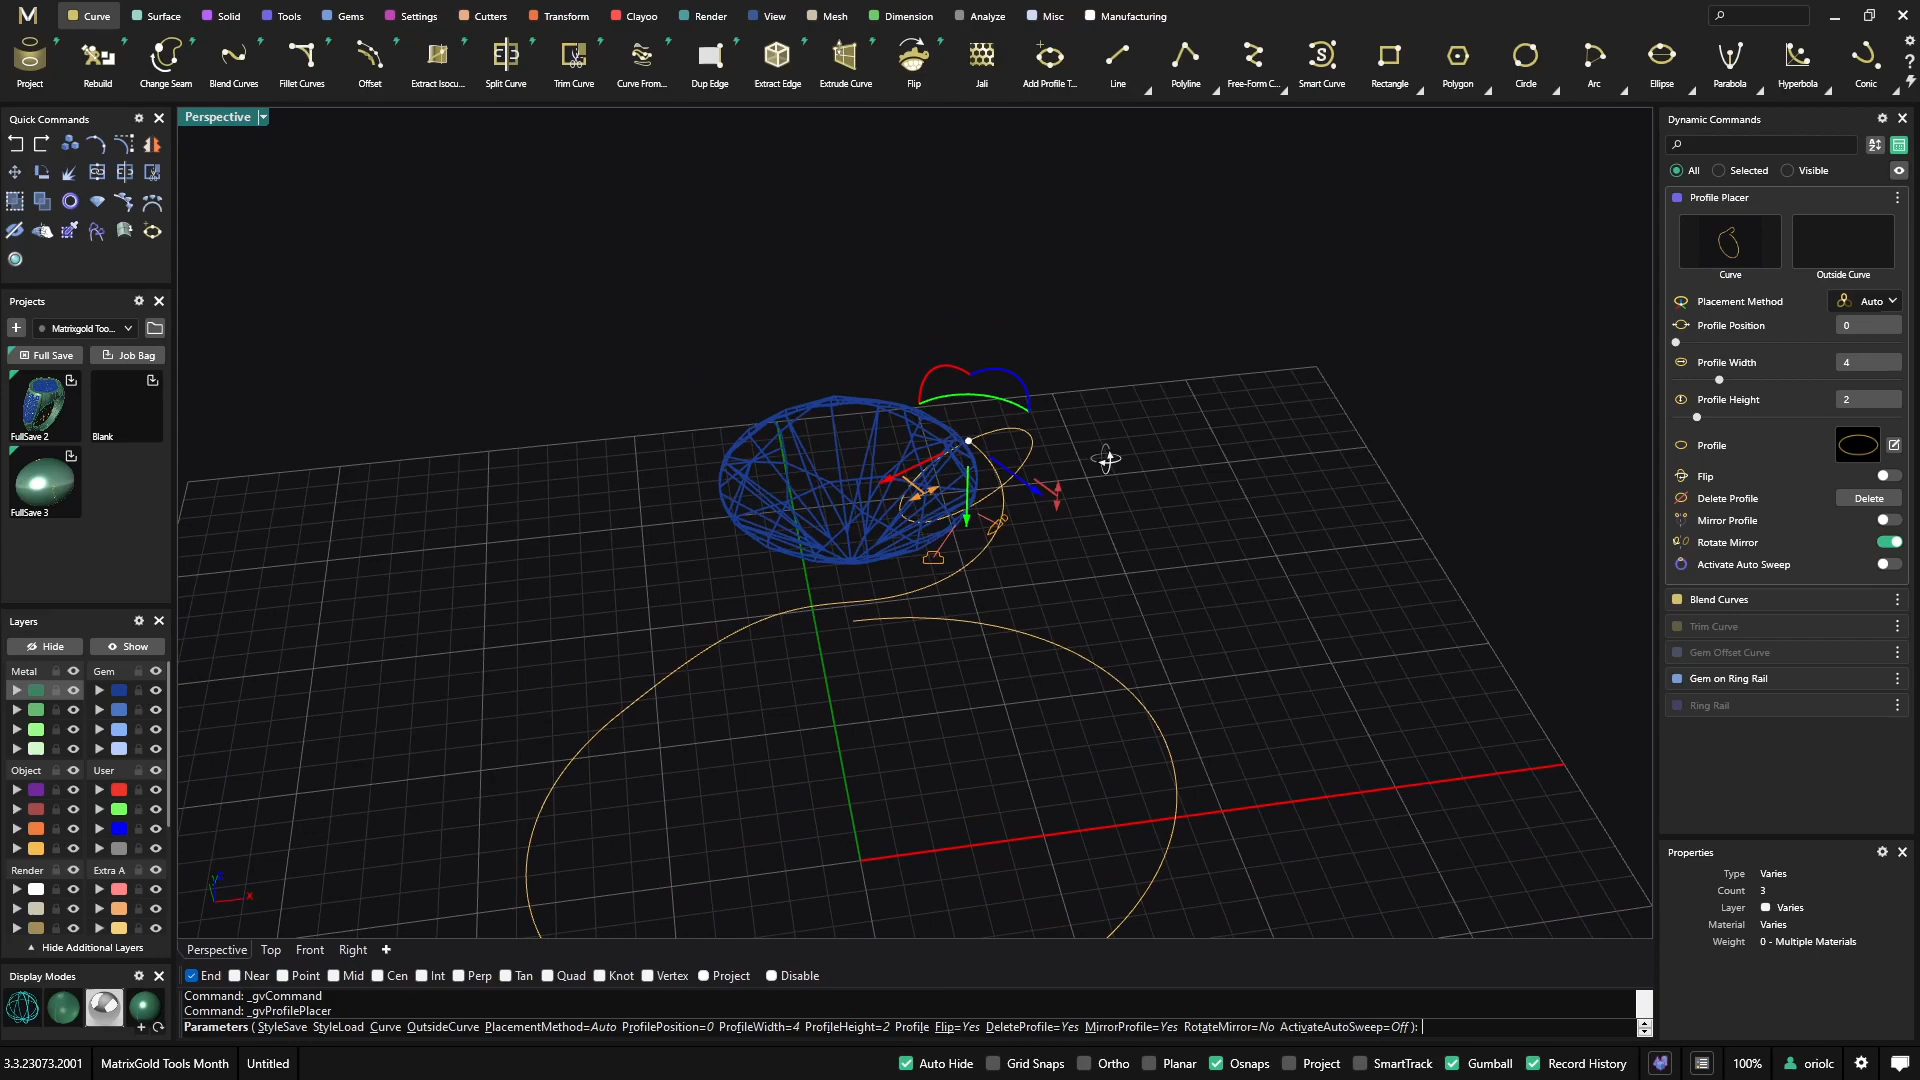 M Curve Surface Solid Tools Gems Settings Cutters Transform Clayoo Render View Mesh Dimension Analyze Misc Manufacturing
Project Rebuild Change Seam Blend Curves Fillet Curves Offset Extract Isocu... Split Curve Trim Curve Curve From... Dup Edge Extract Edge Extrude Curve Flip Jali Add Profile T... Line Polyline Free-Form C... Smart Curve Rectangle Polygon Circle Arc Ellipse Parabola Hyperbola Conic
Quick Commands
Projects
Matrixgold Too...
Full Save Job Bag
FullSave 2 Blank
FullSave 3
Layers
Hide Show
Metal Gem
Object User
Render Extra A
Hide Additional Layers
Display Modes
Perspective
y
x
Perspective Top Front Right
End Near Point Mid Cen Int Perp Tan Quad Knot Vertex Project Disable
Command: _gvCommand
Command: _gvProfilePlacer
Parameters ( StyleSave StyleLoad Curve OutsideCurve PlacementMethod=Auto ProfilePosition=0 ProfileWidth=4 ProfileHeight=2 Profile Flip=Yes DeleteProfile=Yes MirrorProfile=Yes RotateMirror=No ActivateAutoSweep=Off ):
Dynamic Commands
All Selected Visible
Profile Placer
Curve Outside Curve
Placement Method Auto
Profile Position 0
Profile Width 4
Profile Height 2
Profile
Flip
Delete Profile Delete
Mirror Profile
Rotate Mirror
Activate Auto Sweep
Blend Curves
Trim Curve
Gem Offset Curve
Gem on Ring Rail
Ring Rail
Properties
Type Varies
Count 3
Layer Varies
Material Varies
Weight 0 - Multiple Materials
3.3.23073.2001 MatrixGold Tools Month Untitled Auto Hide Grid Snaps Ortho Planar Osnaps Project SmartTrack Gumball Record History 100% oriolc